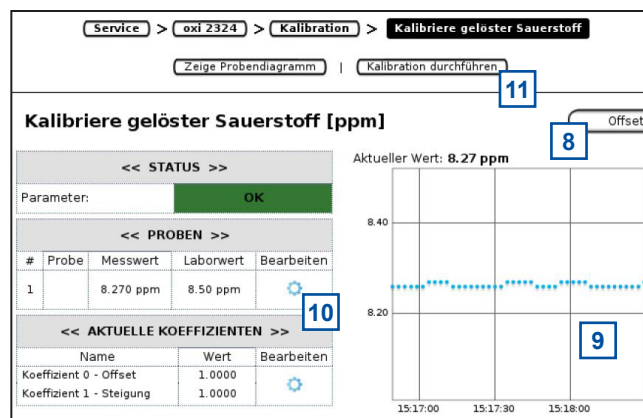 Service > oxi 2324 > Kalibration > Kalibriere gelöster Sauerstoff
Zeige Probendiagramm | Kalibration durchführen
11
Kalibriere gelöster Sauerstoff [ppm]
Offset
8
<< STATUS >>
Parameter: OK
<< PROBEN >>
# Probe Messwert Laborwert Bearbeiten
1 8.270 ppm 8.50 ppm
10
<< AKTUELLE KOEFFIZIENTEN >>
Name Wert Bearbeiten
Koeffizient 0 - Offset 1.0000
Koeffizient 1 - Steigung 1.0000
Aktueller Wert: 8.27 ppm
8.40
8.20
9
15:17:00 15:17:30 15:18:00